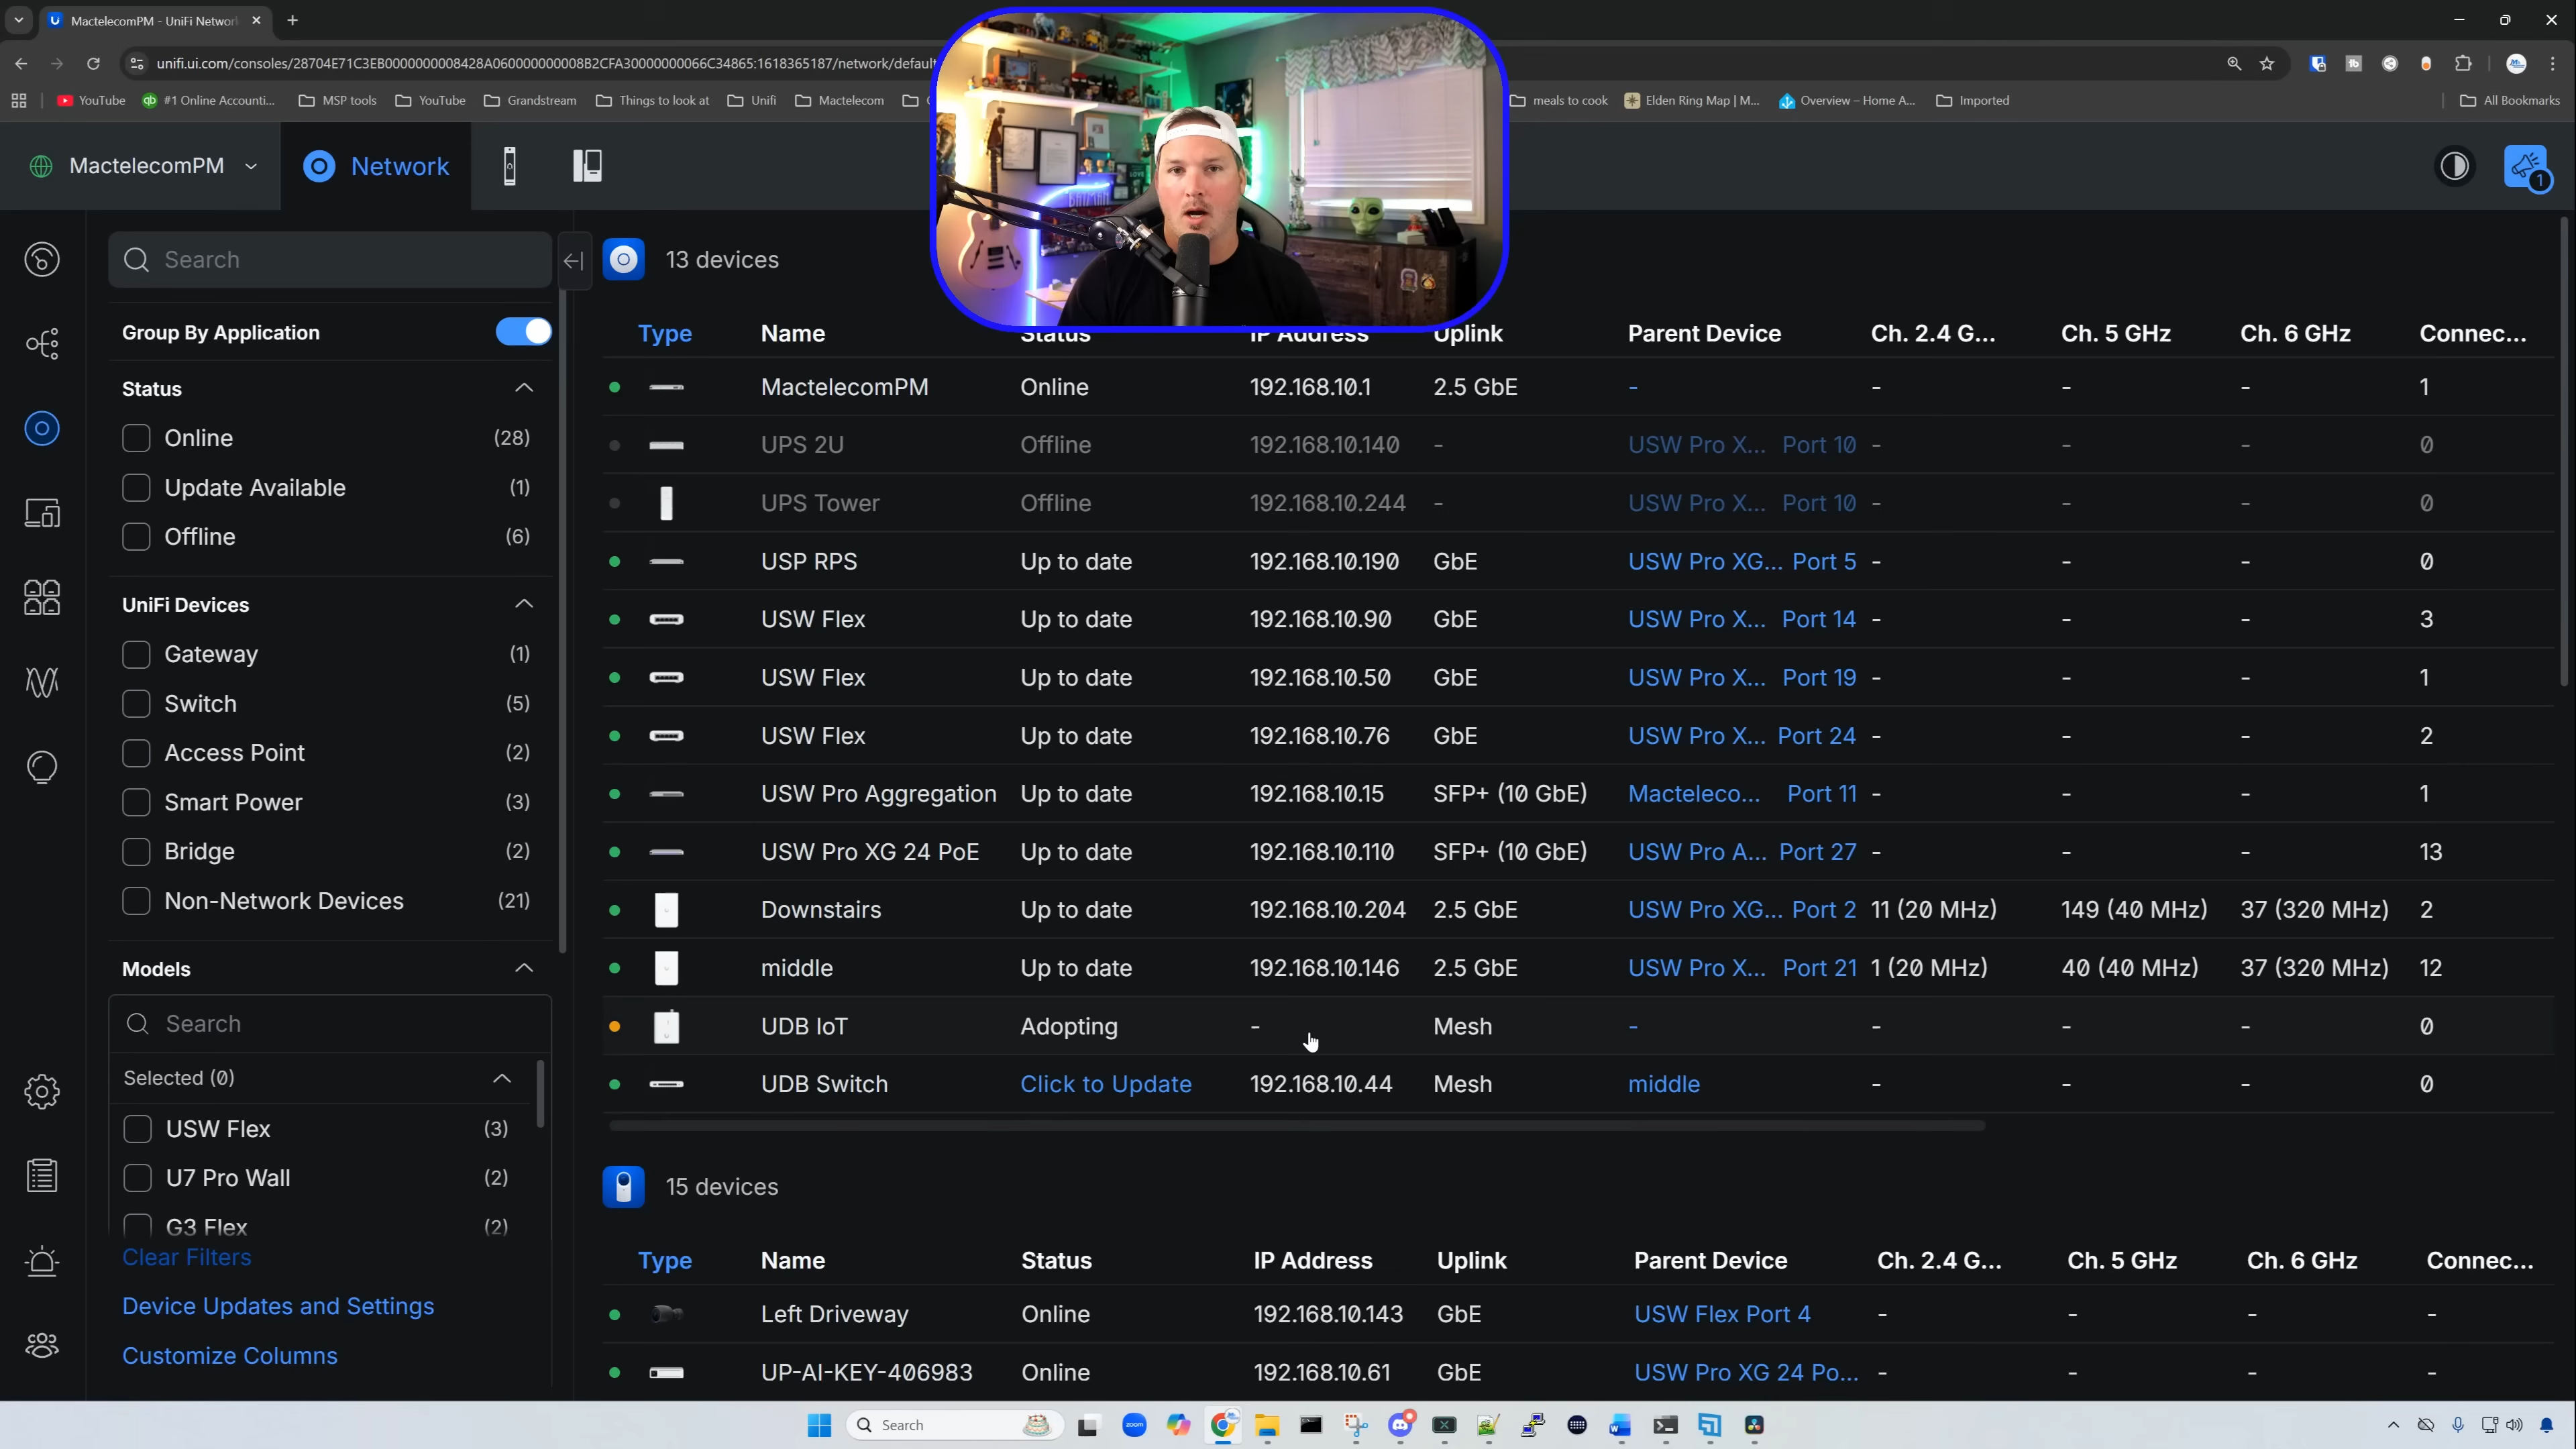 MactelecomPM - UniFi Networ
unifi.ui.com/consoles/28704E71C3EB0000000008428A060000000008B2CFA30000000066C34865:1618365187/network/default
YouTube #1 Online Accounti... MSP tools YouTube Grandstream Things to look at Unifi Mactelecom meals to cook Elden Ring Map | M... Overview – Home A... Imported All Bookmarks
MactelecomPM Network 1
Search 13 devices
Group By Application
Type Name Status IP Address Uplink Parent Device Ch. 2.4 G... Ch. 5 GHz Ch. 6 GHz Connec...
MactelecomPM Online 192.168.10.1 2.5 GbE - - - - 1
UPS 2U Offline 192.168.10.140 - USW Pro X... Port 10 - - - 0
UPS Tower Offline 192.168.10.244 - USW Pro X... Port 10 - - - 0
USP RPS Up to date 192.168.10.190 GbE USW Pro XG... Port 5 - - - 0
USW Flex Up to date 192.168.10.90 GbE USW Pro X... Port 14 - - - 3
USW Flex Up to date 192.168.10.50 GbE USW Pro X... Port 19 - - - 1
USW Flex Up to date 192.168.10.76 GbE USW Pro X... Port 24 - - - 2
USW Pro Aggregation Up to date 192.168.10.15 SFP+ (10 GbE) Macteleco... Port 11 - - - 1
USW Pro XG 24 PoE Up to date 192.168.10.110 SFP+ (10 GbE) USW Pro A... Port 27 - - - 13
Downstairs Up to date 192.168.10.204 2.5 GbE USW Pro XG... Port 2 11 (20 MHz) 149 (40 MHz) 37 (320 MHz) 2
middle Up to date 192.168.10.146 2.5 GbE USW Pro X... Port 21 1 (20 MHz) 40 (40 MHz) 37 (320 MHz) 12
UDB IoT Adopting - Mesh - - - - 0
UDB Switch Click to Update 192.168.10.44 Mesh middle - - - 0
15 devices
Type Name Status IP Address Uplink Parent Device Ch. 2.4 G... Ch. 5 GHz Ch. 6 GHz Connec...
Left Driveway Online 192.168.10.143 GbE USW Flex Port 4 - - - -
UP-AI-KEY-406983 Online 192.168.10.61 GbE USW Pro XG 24 Po... - - - -
Status
Online (28)
Update Available (1)
Offline (6)
UniFi Devices
Gateway (1)
Switch (5)
Access Point (2)
Smart Power (3)
Bridge (2)
Non-Network Devices (21)
Models
Search
Selected (0)
USW Flex (3)
U7 Pro Wall (2)
G3 Flex (2)
Clear Filters
Device Updates and Settings
Customize Columns
Search zoom